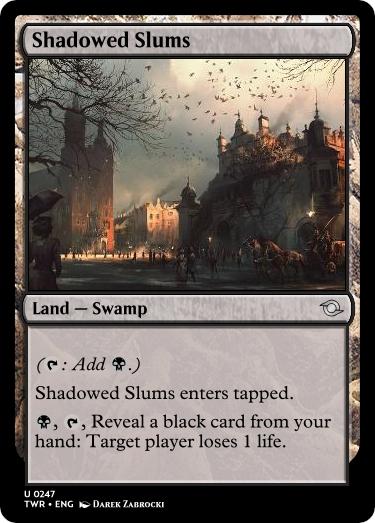 Shadowed Slums
Land — Swamp
(: Add .)
Shadowed Slums enters tapped.
, , Reveal a black card from your
hand: Target player loses 1 life.
U 0247
TWR • ENG Darek Zabrocki